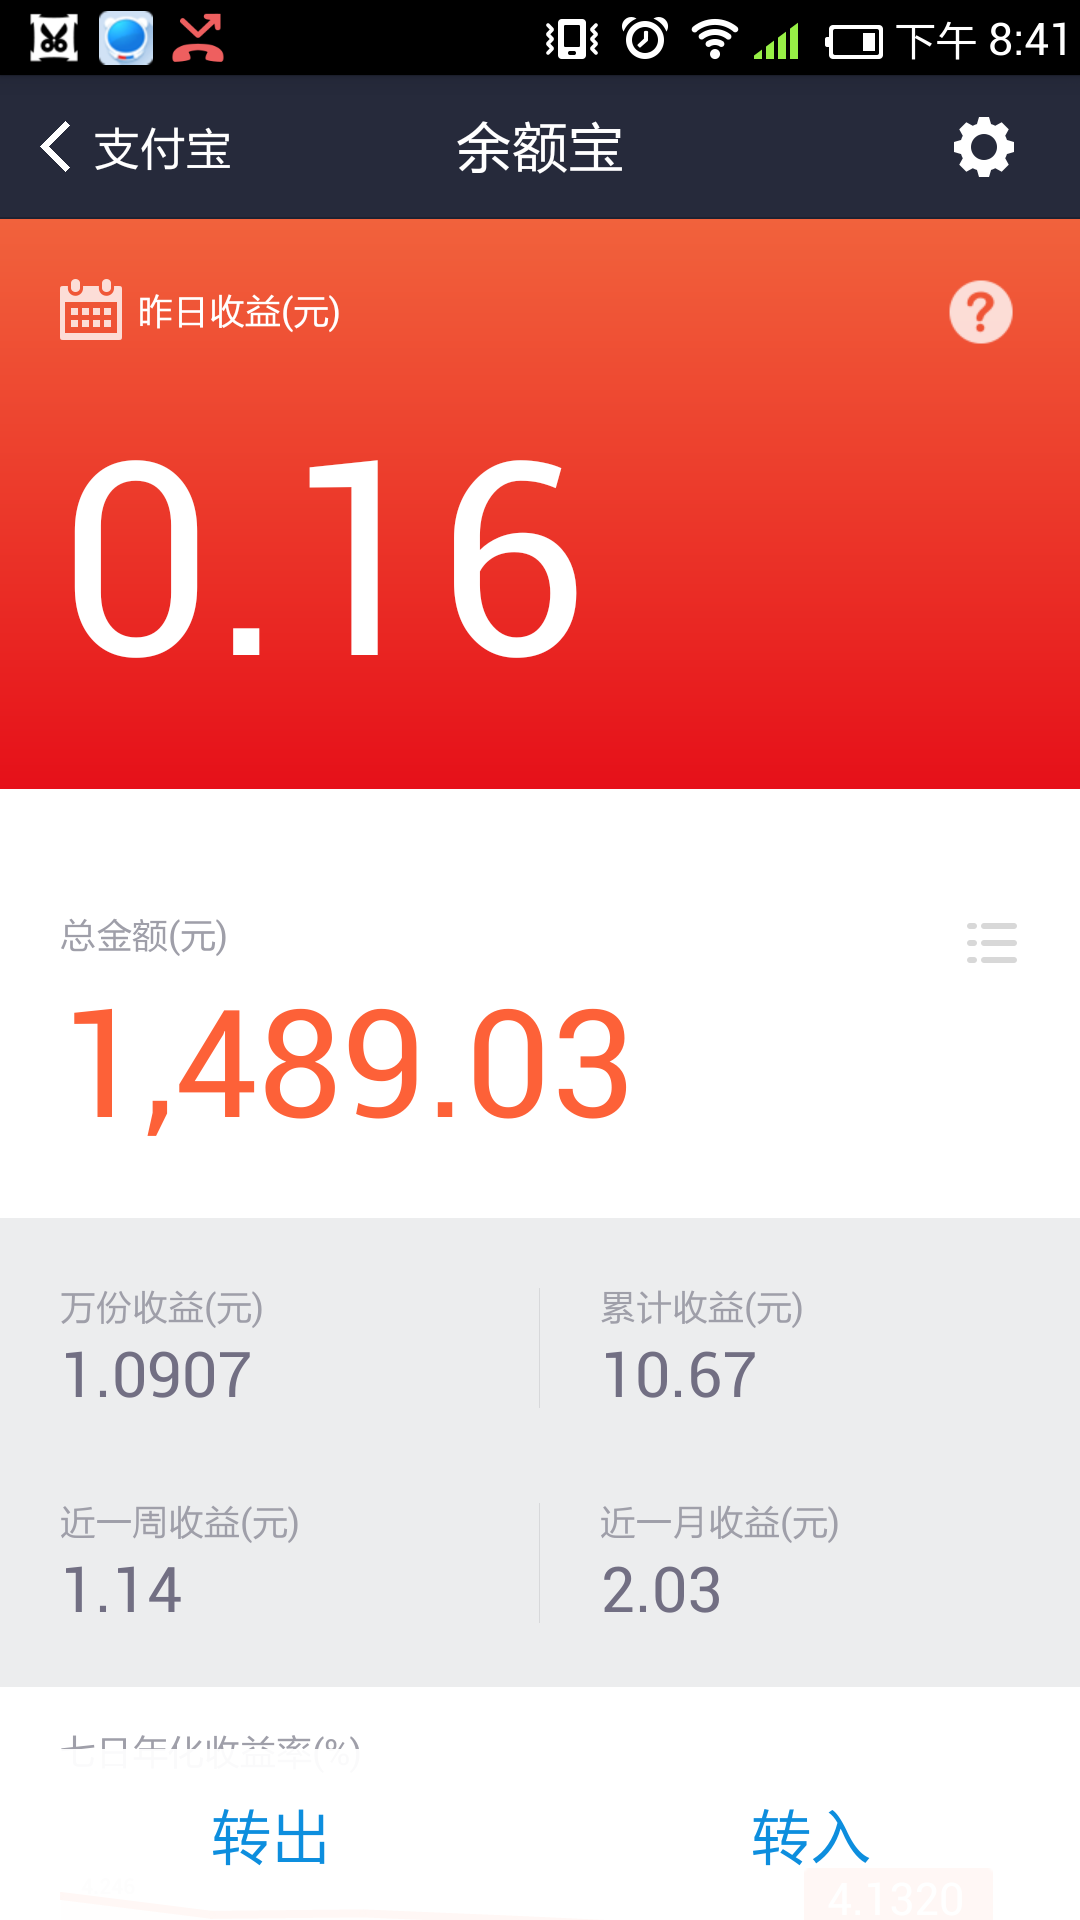 下午 8:41
支付宝 余额宝
昨日收益(元)
0.16
总金额(元)
1,489.03
万份收益(元) 累计收益(元)
1.0907 10.67
近一周收益(元) 近一月收益(元)
1.14 2.03
七日年化收益率(%)
转出 转入
4.1320